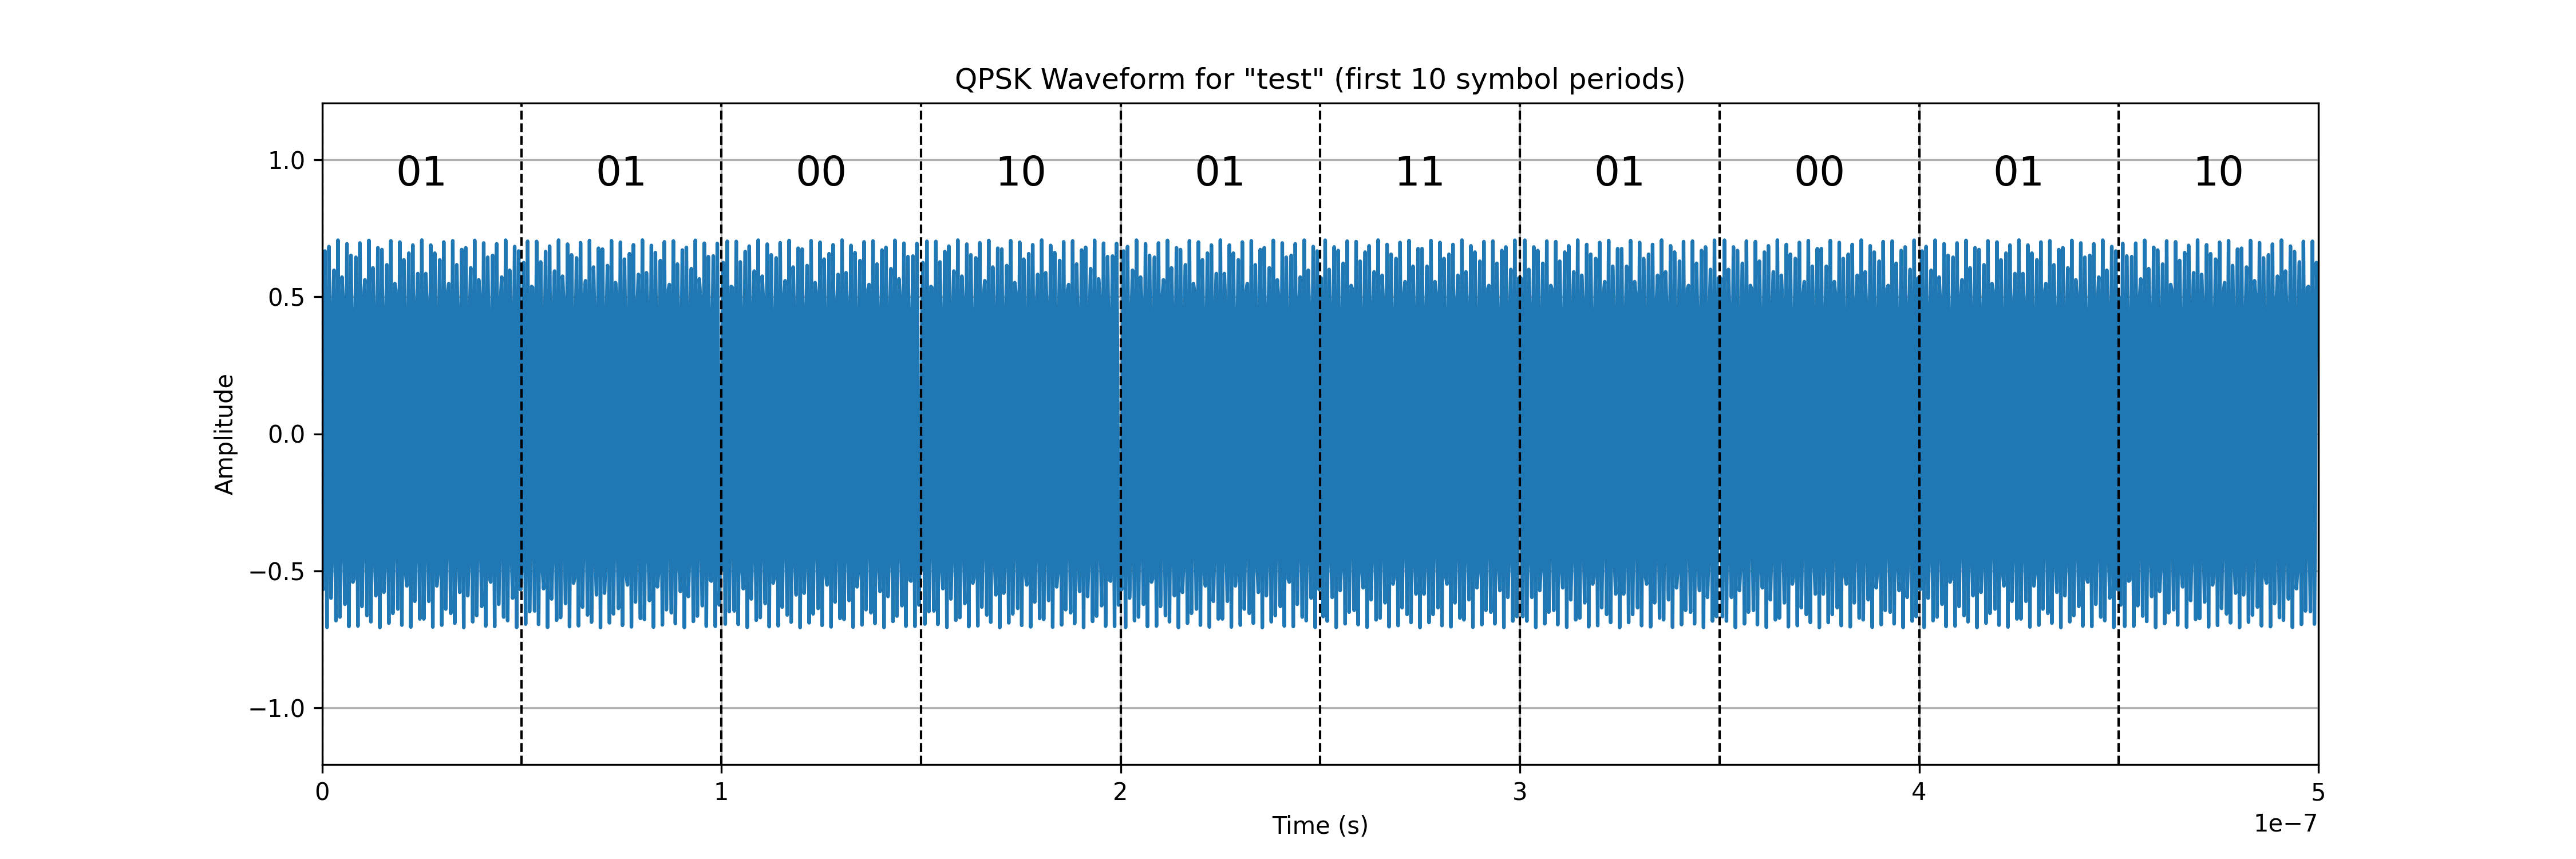 QPSK Waveform for "test" (first 10 symbol periods)
1.0
01 01 00 10 01 11 01 00 01 10
0.5
0.0
−0.5
−1.0
Amplitude
0 1 2 3 4 5
Time (s)
1e−7